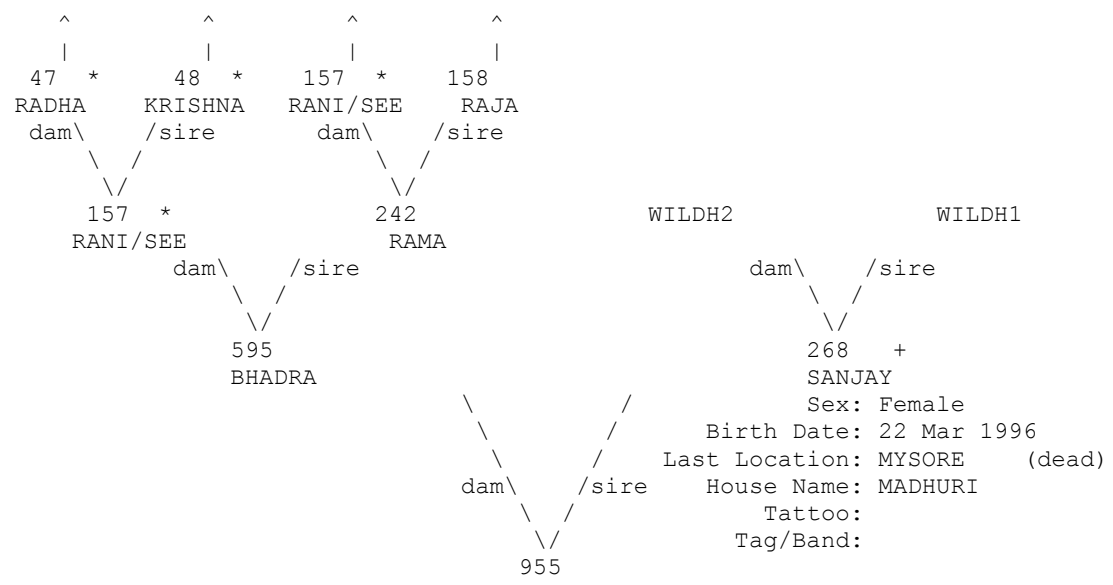 ^ ^ ^ ^
| | | |
47 * 48 * 157 * 158
RADHA KRISHNA RANI/SEE RAJA
dam\ /sire dam\ /sire
\ / \ /
\/ \/
157 * 242 WILDH2 WILDH1
RANI/SEE RAMA
dam\ /sire dam\ /sire
\ / \ /
\/ \/
595 268 +
BHADRA SANJAY
\ / Sex: Female
\ / Birth Date: 22 Mar 1996
\ / Last Location: MYSORE (dead)
dam\ /sire House Name: MADHURI
\ / Tattoo:
\/ Tag/Band:
955